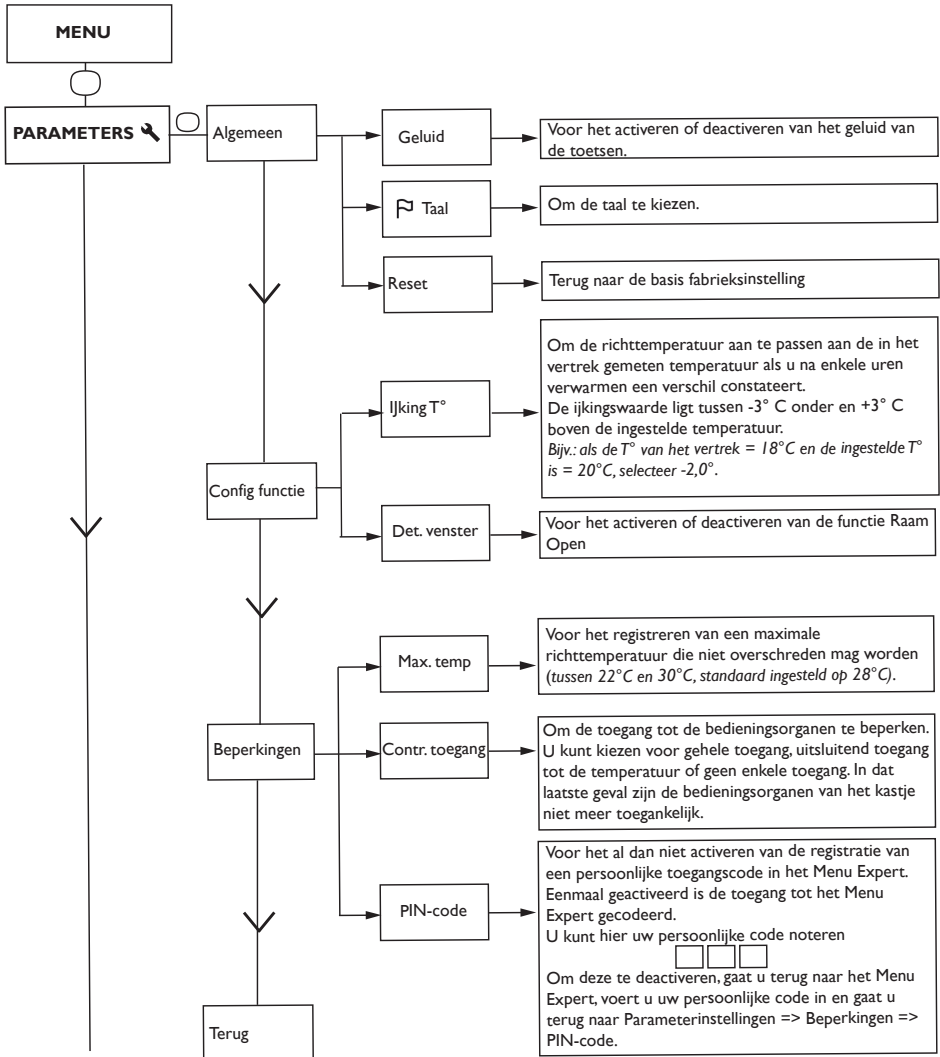 MENU
PARAMETERS
Algemeen
Geluid
Voor het activeren of deactiveren van het geluid van
de toetsen.
Taal
Om de taal te kiezen.
Reset
Terug naar de basis fabrieksinstelling
Config functie
IJking T°
Om de richttemperatuur aan te passen aan de in het
vertrek gemeten temperatuur als u na enkele uren
verwarmen een verschil constateert.
De ijkingswaarde ligt tussen -3° C onder en +3° C
boven de ingestelde temperatuur.
Bijv.: als de T° van het vertrek = 18°C en de ingestelde T°
is = 20°C, selecteer -2,0°.
Det. venster
Voor het activeren of deactiveren van de functie Raam
Open
Beperkingen
Max. temp
Voor het registreren van een maximale
richttemperatuur die niet overschreden mag worden
(tussen 22°C en 30°C, standaard ingesteld op 28°C).
Contr. toegang
Om de toegang tot de bedieningsorganen te beperken.
U kunt kiezen voor gehele toegang, uitsluitend toegang
tot de temperatuur of geen enkele toegang. In dat
laatste geval zijn de bedieningsorganen van het kastje
niet meer toegankelijk.
PIN-code
Voor het al dan niet activeren van de registratie van
een persoonlijke toegangscode in het Menu Expert.
Eenmaal geactiveerd is de toegang tot het Menu
Expert gecodeerd.
U kunt hier uw persoonlijke code noteren
Om deze te deactiveren, gaat u terug naar het Menu
Expert, voert u uw persoonlijke code in en gaat u
terug naar Parameterinstellingen => Beperkingen =>
PIN-code.
Terug